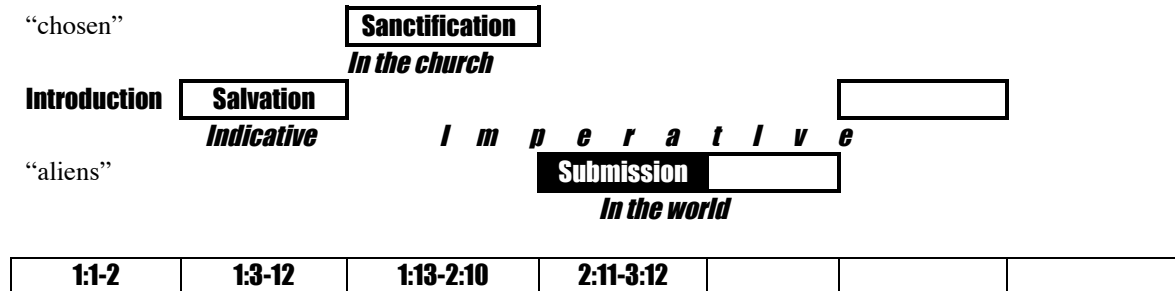 “chosen” Sanctification
In the church
Introduction Salvation
Indicative I m p e r a t I v e
“aliens” Submission
In the world
1:1-2 1:3-12 1:13-2:10 2:11-3:12